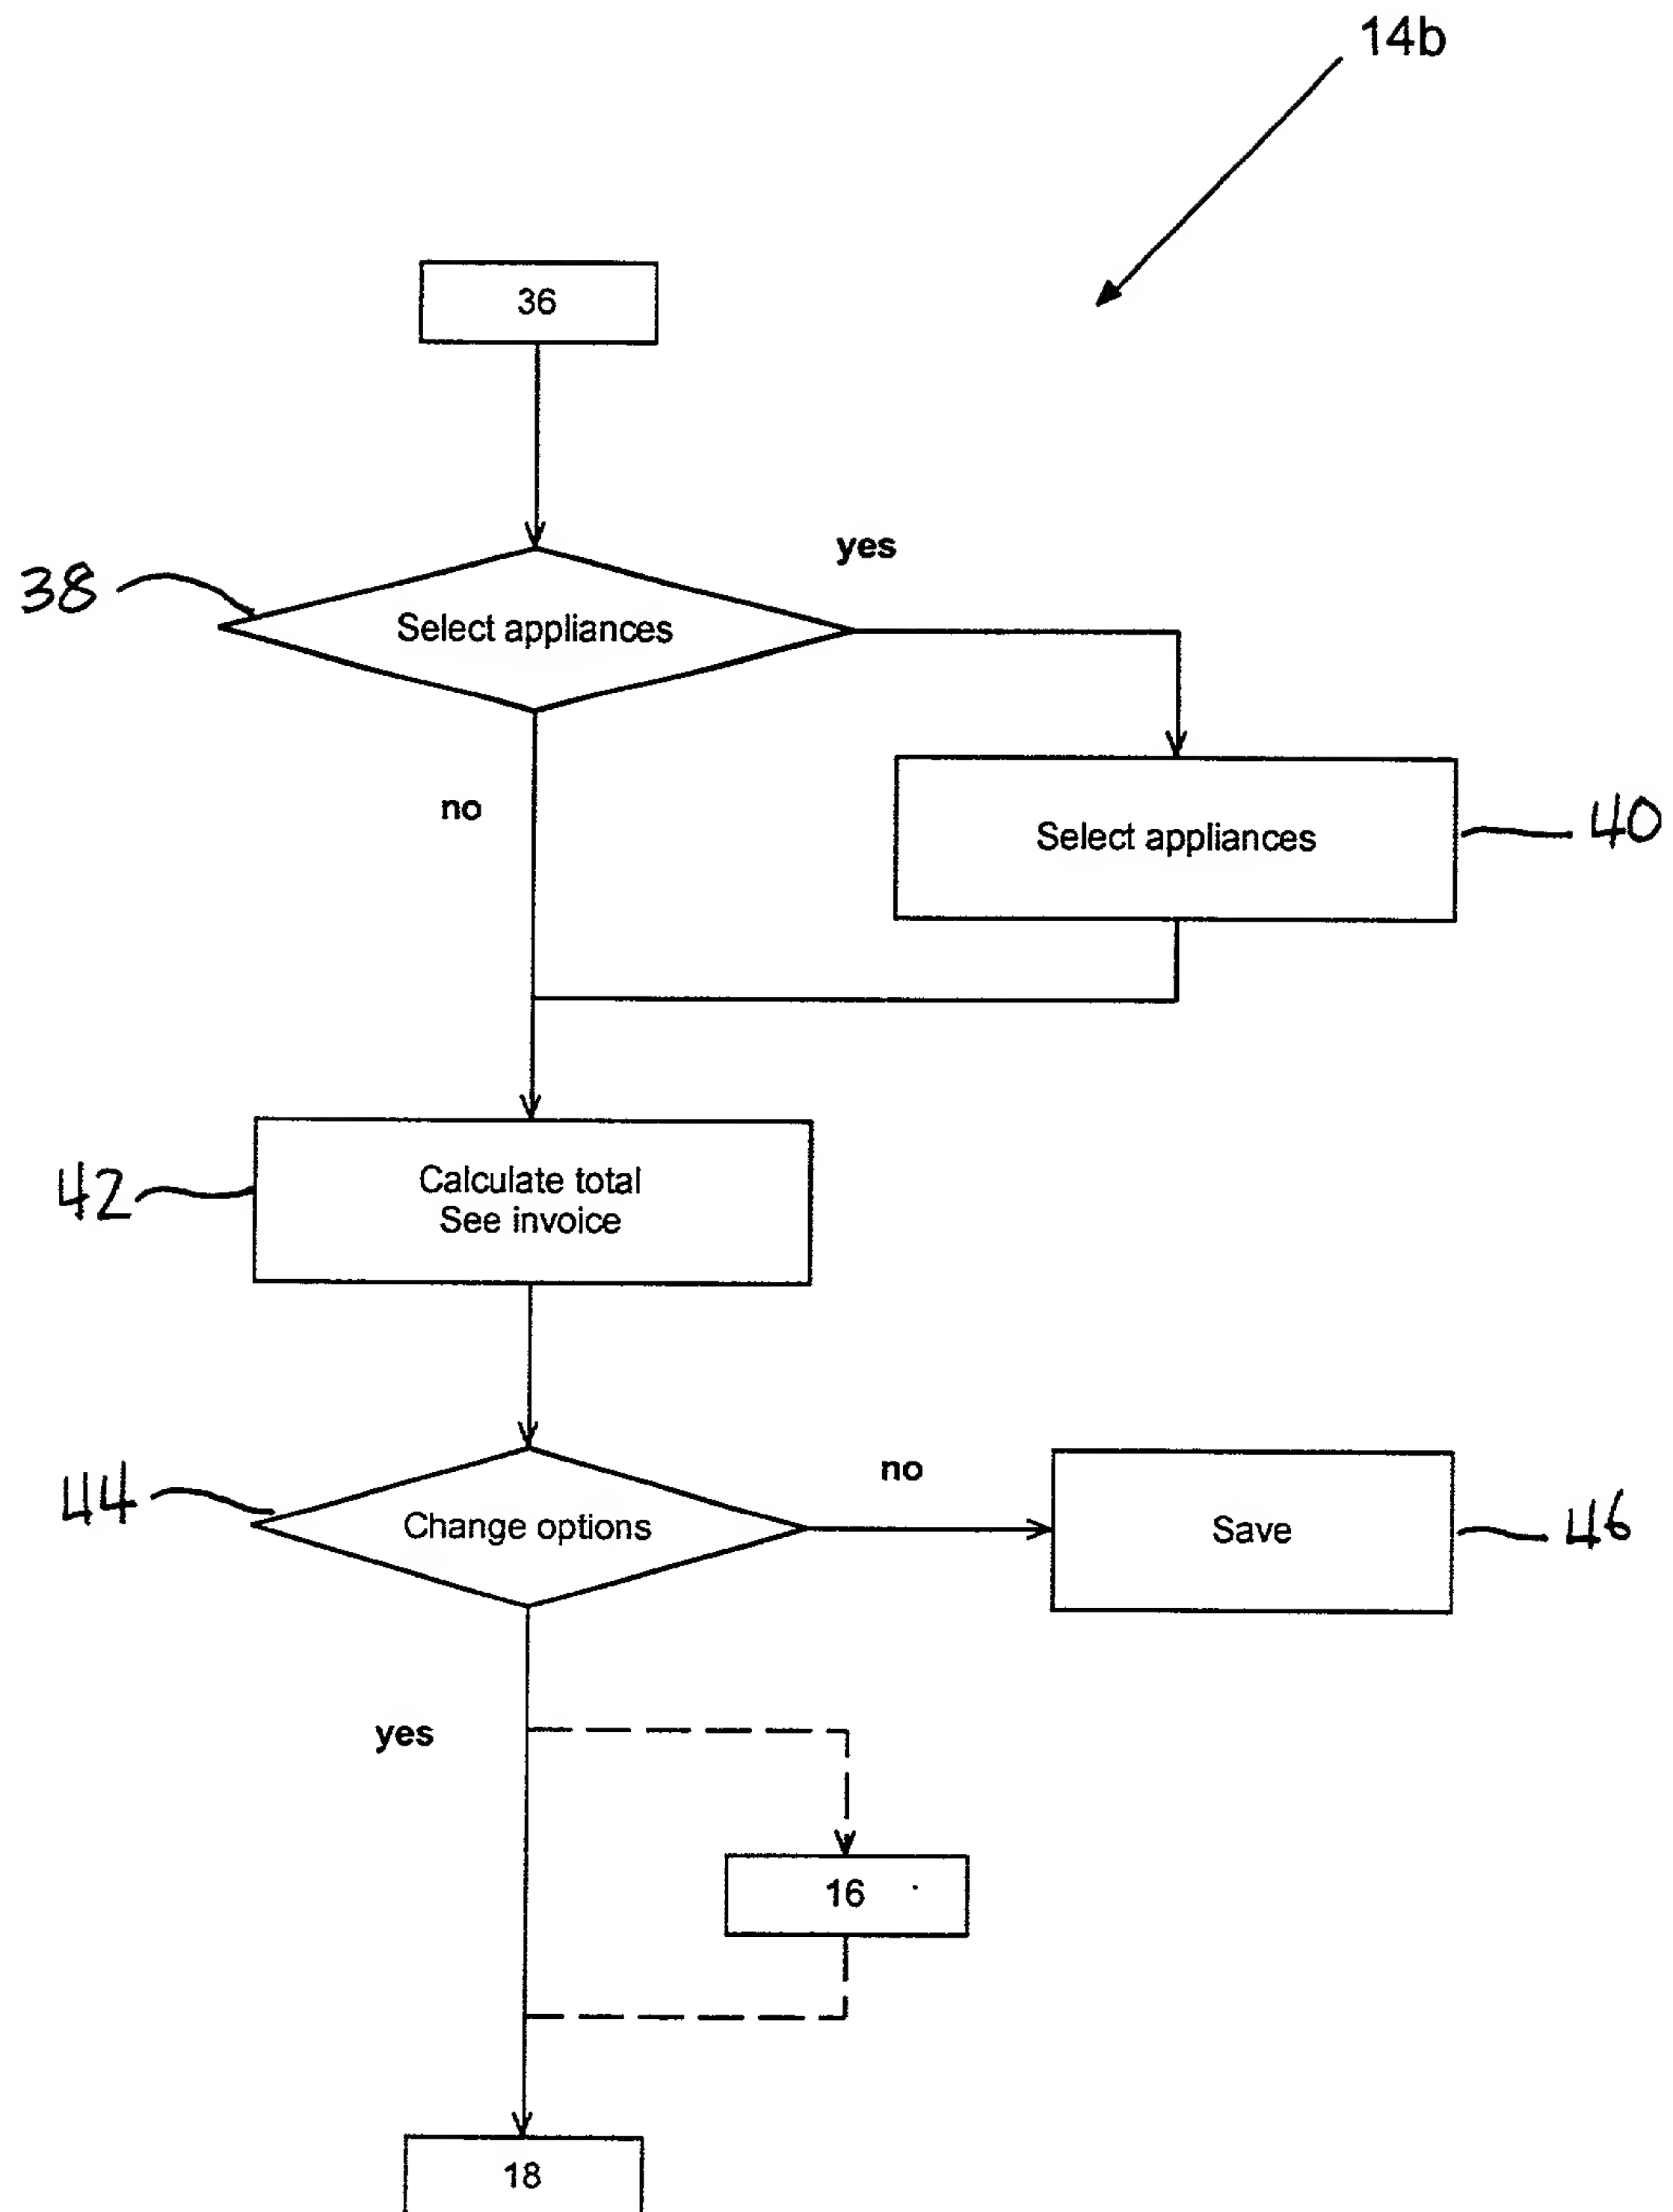 14b
36
yes
38
Select appliances
no
Select appliances
40
42
Calculate total
See invoice
44
no
Change options
Save
46
yes
16
18